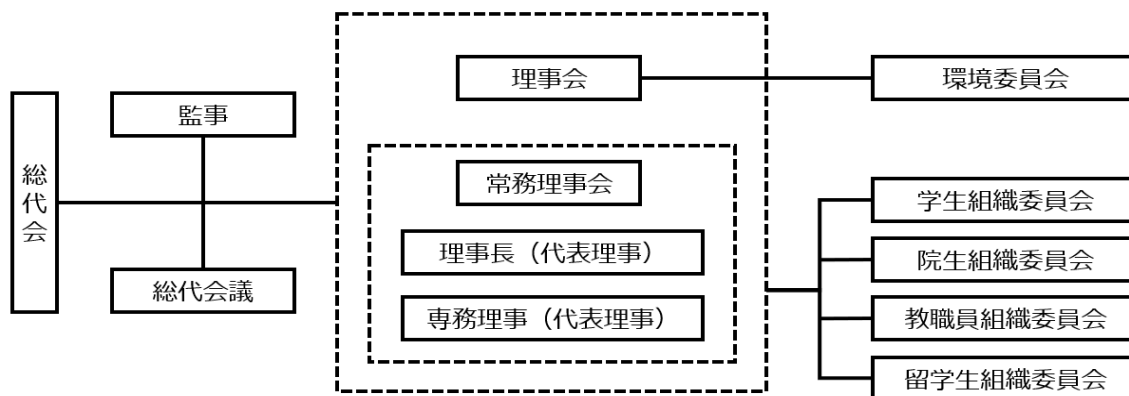 総代会
監事
総代会議
理事会
常務理事会
理事長（代表理事）
専務理事（代表理事）
環境委員会
学生組織委員会
院生組織委員会
教職員組織委員会
留学生組織委員会